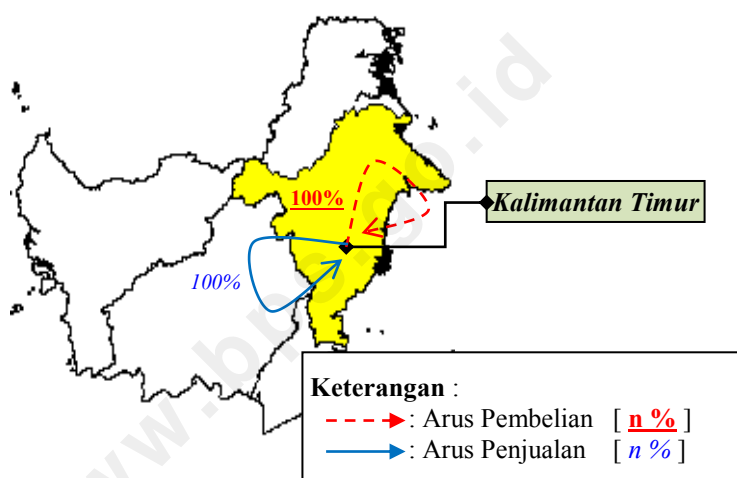 100%
Kalimantan Timur
100%
Keterangan :
: Arus Pembelian [ n % ]
: Arus Penjualan [ n % ]
www.bps.go.id